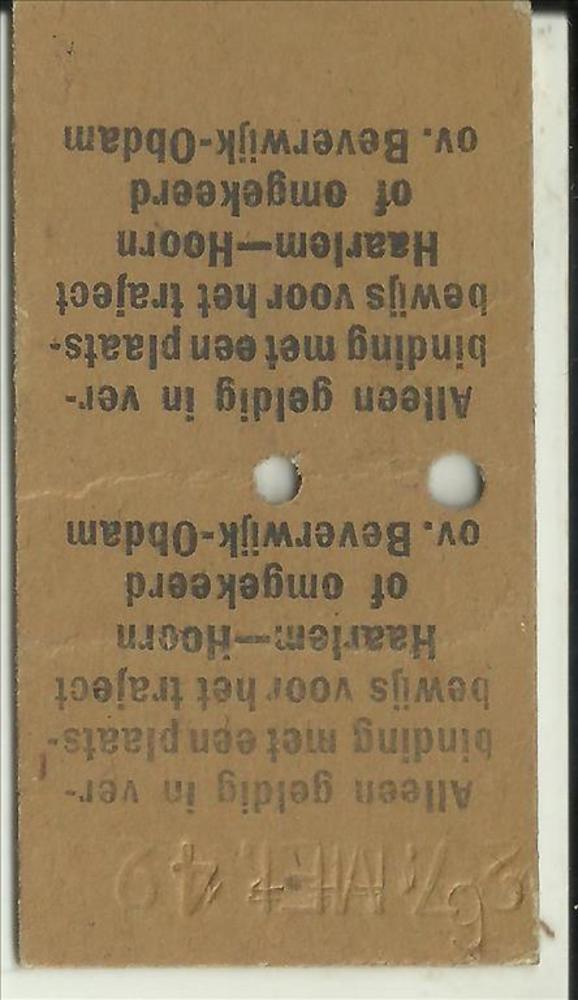 Alleen geldig in ver-
binding met een plaats-
bewijs voor het traject
Haarlem—Hoorn
of omgekeerd
ov. Beverwijk-Obdam
Alleen geldig in ver-
binding met een plaats-
bewijs voor het traject
Haarlem—Hoorn
of omgekeerd
ov. Beverwijk-Obdam